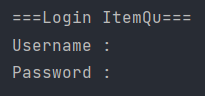 ===Login ItemQu===
Username :
Password :